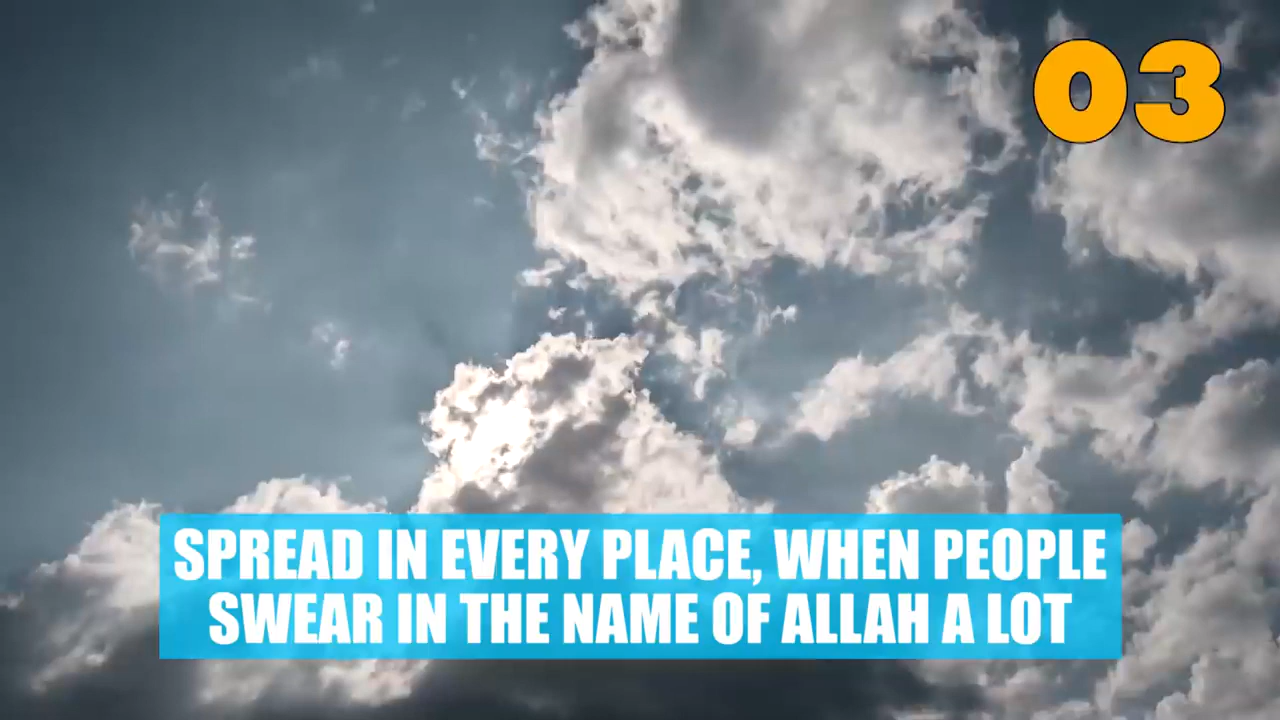 03
SPREAD IN EVERY PLACE, WHEN PEOPLE
SWEAR IN THE NAME OF ALLAH A LOT